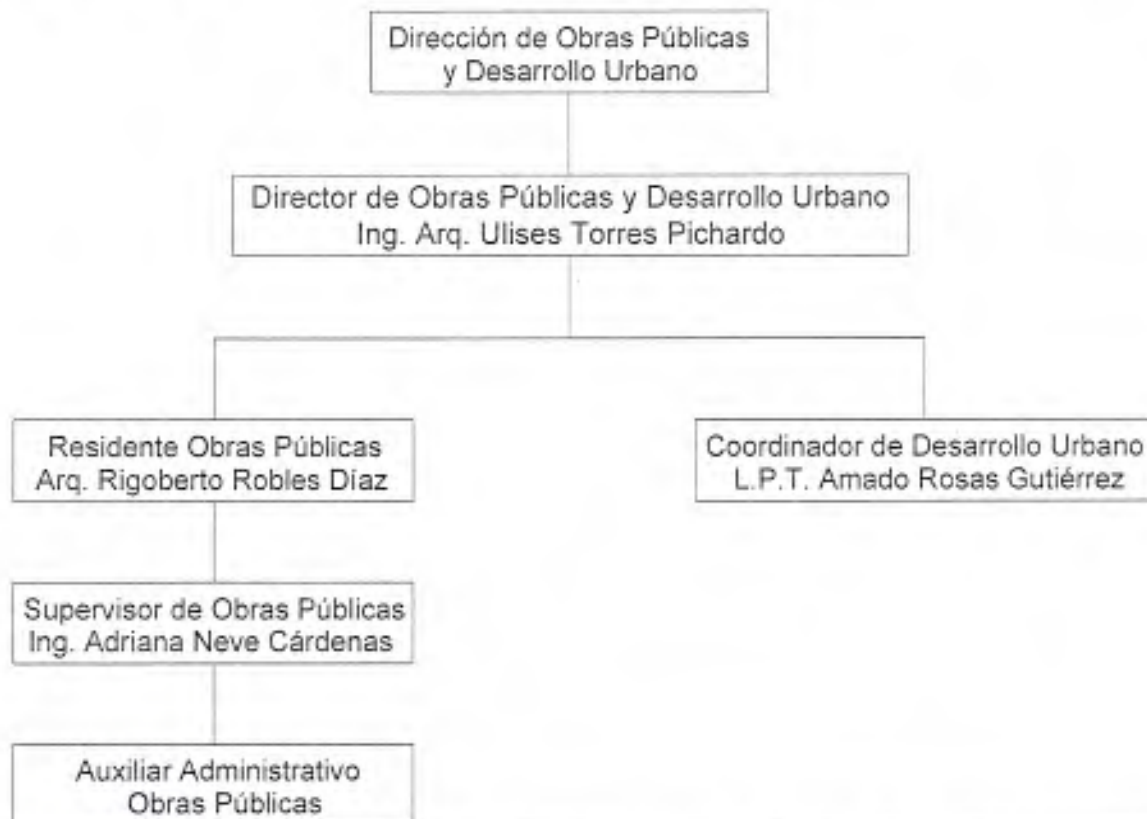 Dirección de Obras Públicas
y Desarrollo Urbano
Director de Obras Públicas y Desarrollo Urbano
Ing. Arq. Ulises Torres Pichardo
Residente Obras Públicas
Arq. Rigoberto Robles Díaz
Coordinador de Desarrollo Urbano
L.P.T. Amado Rosas Gutiérrez
Supervisor de Obras Públicas
Ing. Adriana Neve Cárdenas
Auxiliar Administrativo
Obras Públicas